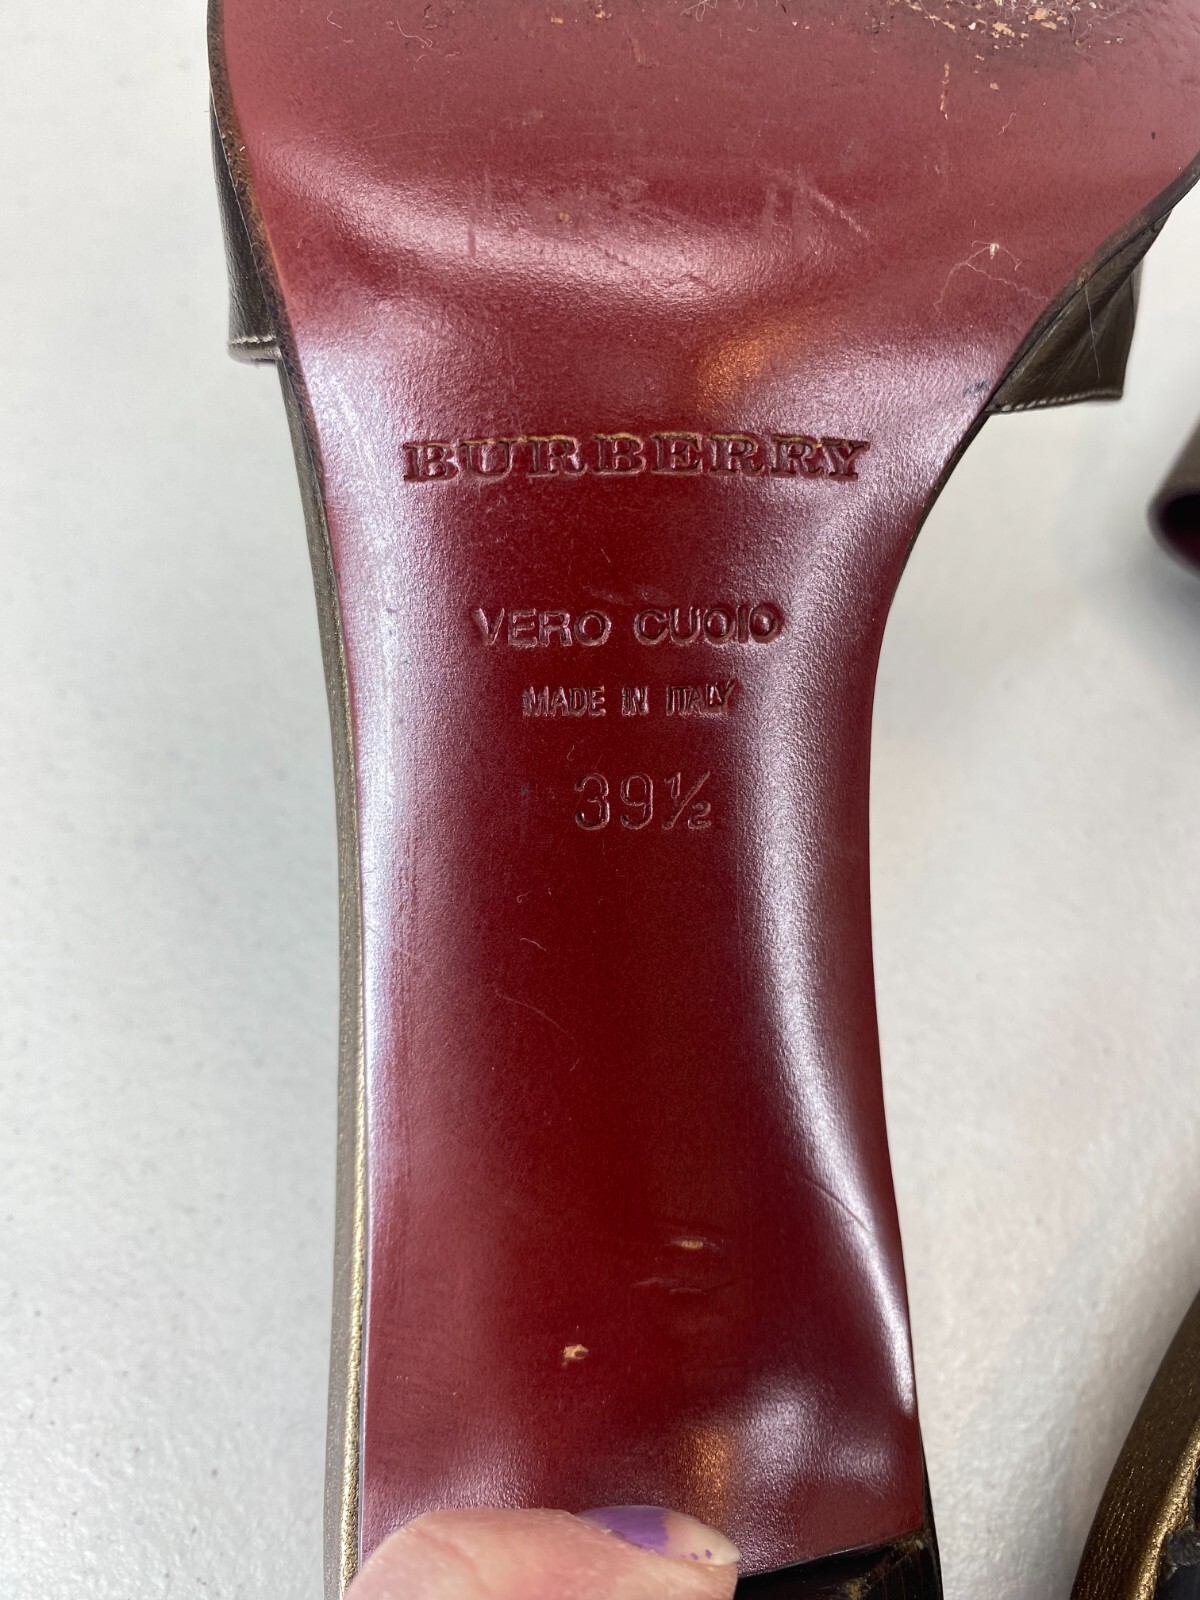 BURBERRY
VERO CUOIO
MADE IN ITALY
39½